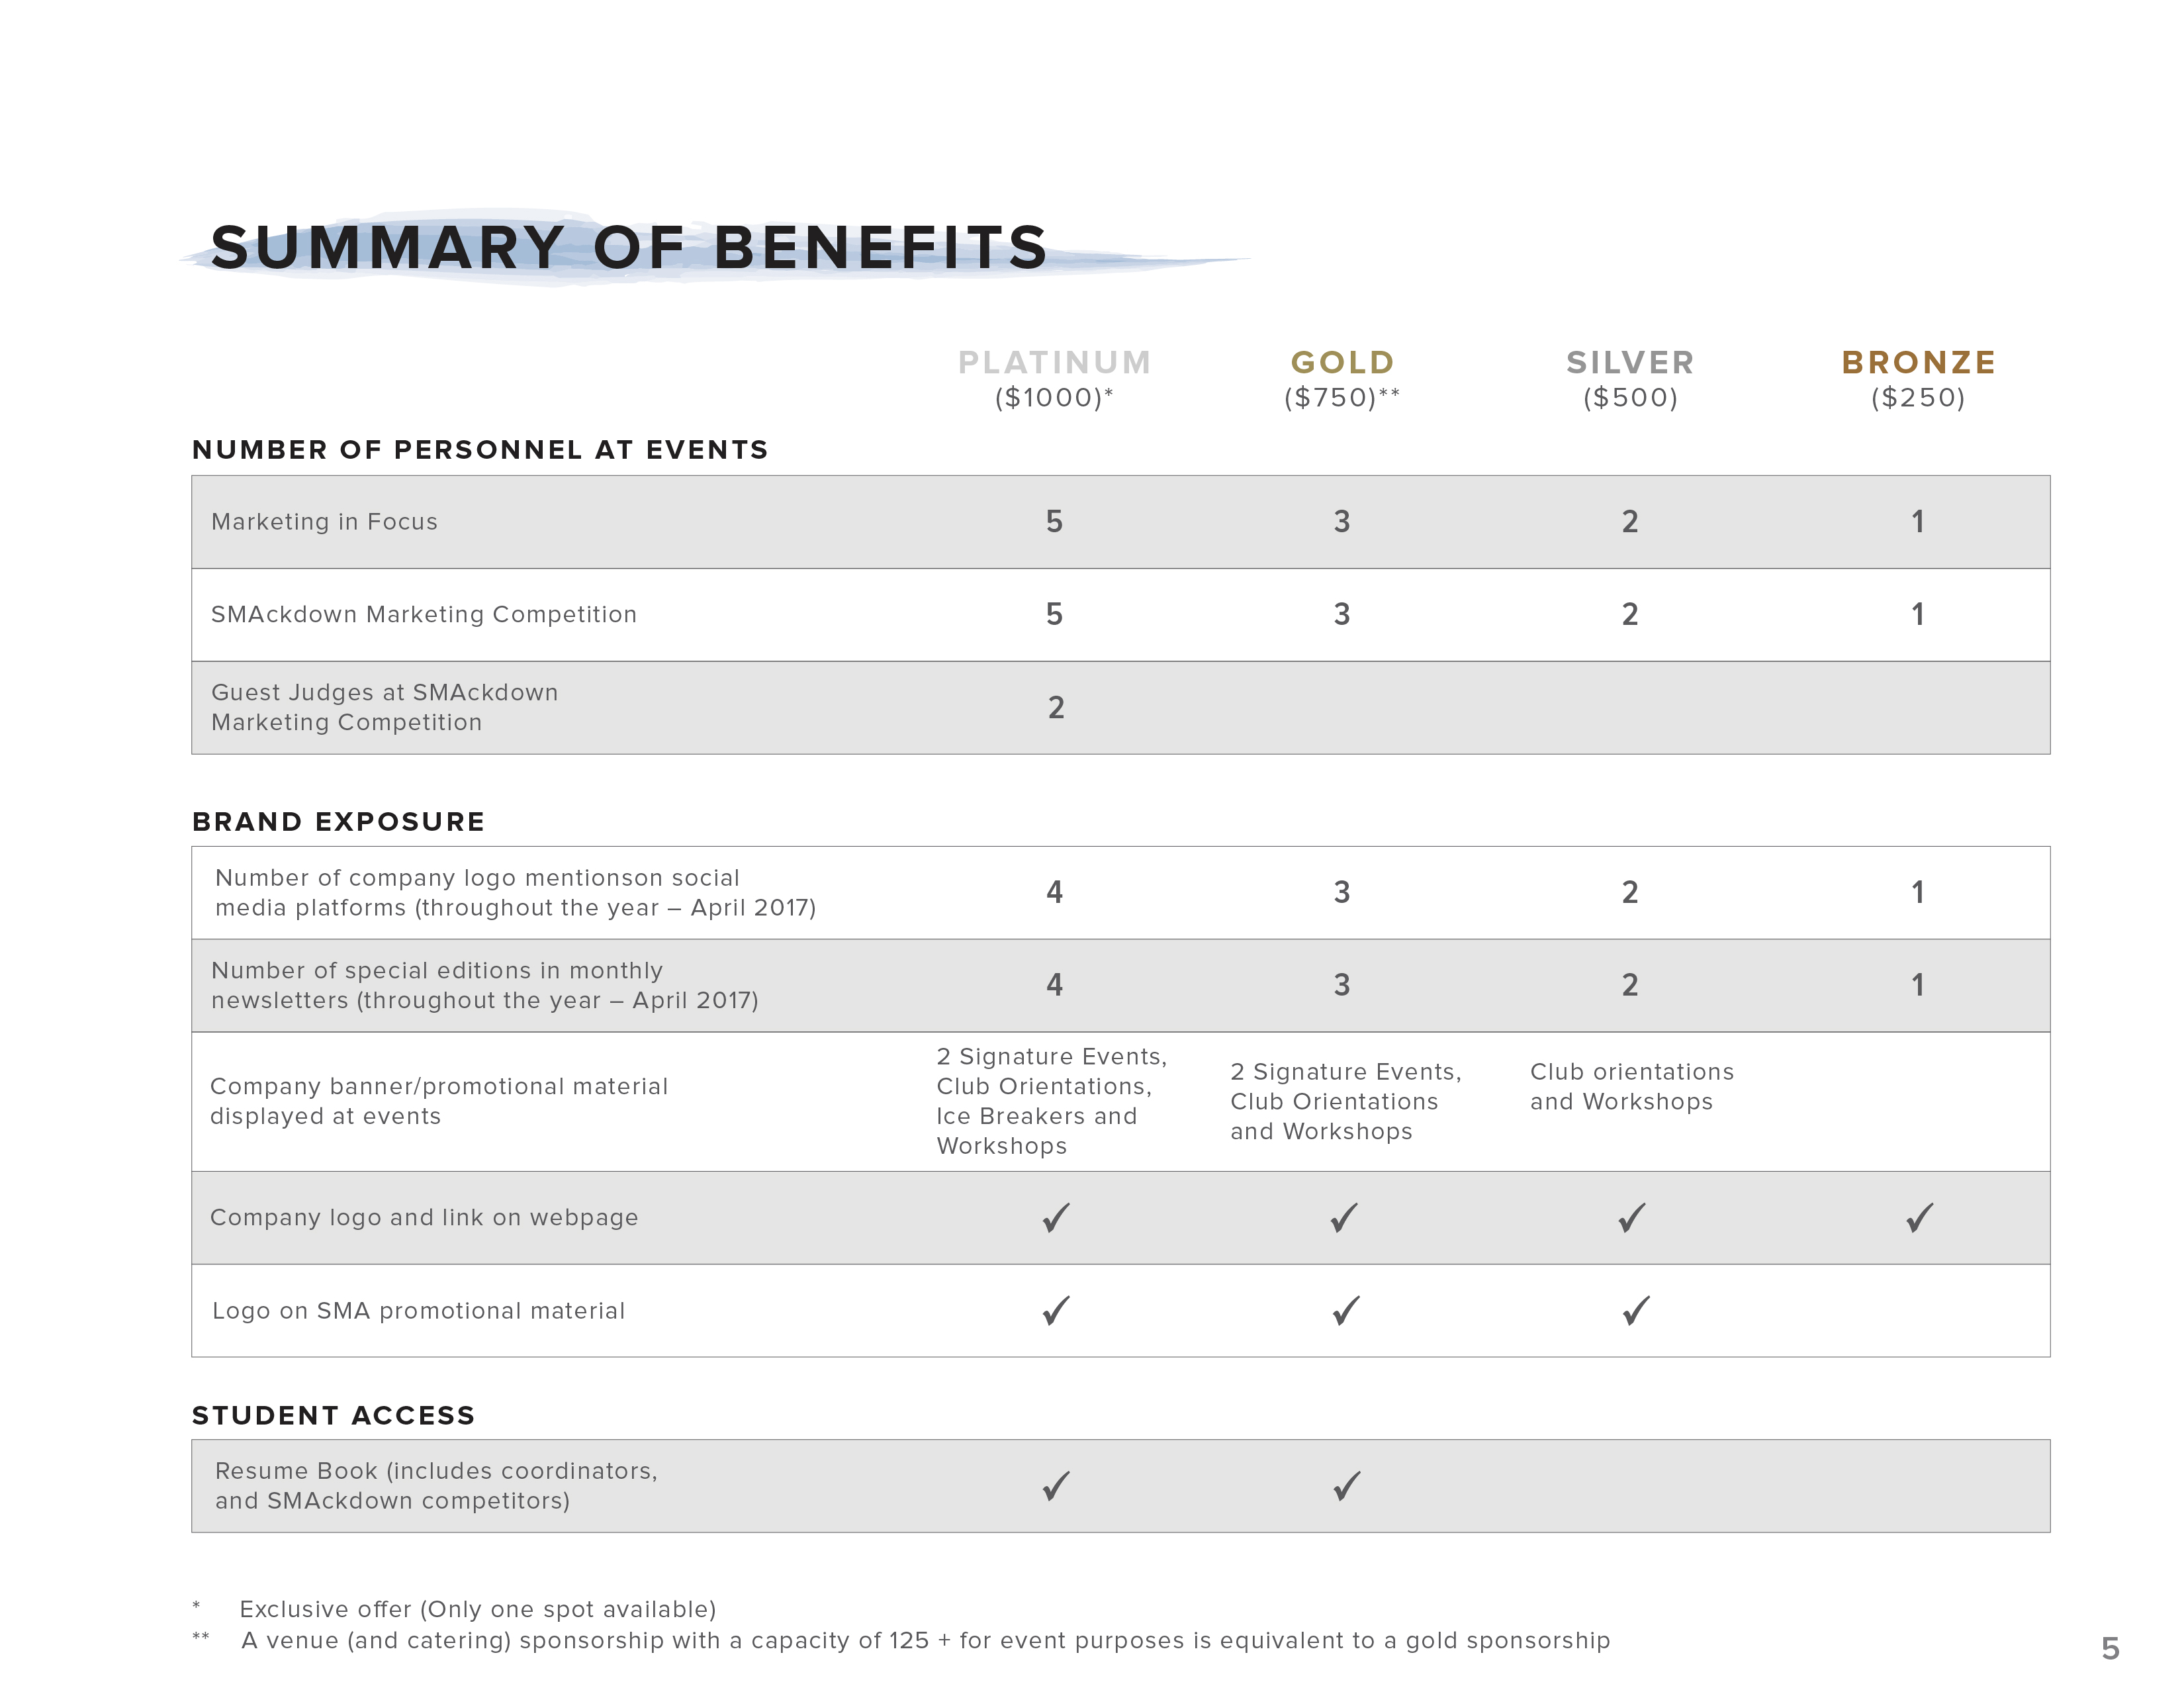 SUMMARY OF BENEFITS
PLATINUM GOLD SILVER BRONZE
($1000)* ($750)** ($500) ($250)
NUMBER OF PERSONNEL AT EVENTS
Marketing in Focus 5 3 2 1
SMAckdown Marketing Competition 5 3 2 1
Guest Judges at SMAckdown
Marketing Competition
2
BRAND EXPOSURE
Number of company logo mentionson social
media platforms (throughout the year – April 2017)
4 3 2 1
Number of special editions in monthly
newsletters (throughout the year – April 2017)
4 3 2 1
Company banner/promotional material
displayed at events
2 Signature Events,
Club Orientations,
Ice Breakers and
Workshops
2 Signature Events,
Club Orientations
and Workshops
Club orientations
and Workshops
Company logo and link on webpage ✓ ✓ ✓ ✓
Logo on SMA promotional material ✓ ✓ ✓
STUDENT ACCESS
Resume Book (includes coordinators,
and SMAckdown competitors)
✓ ✓
* Exclusive offer (Only one spot available)
** A venue (and catering) sponsorship with a capacity of 125 + for event purposes is equivalent to a gold sponsorship
5